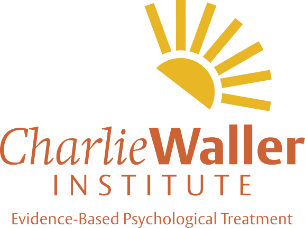 CharlieWaller
INSTITUTE
Evidence-Based Psychological Treatment